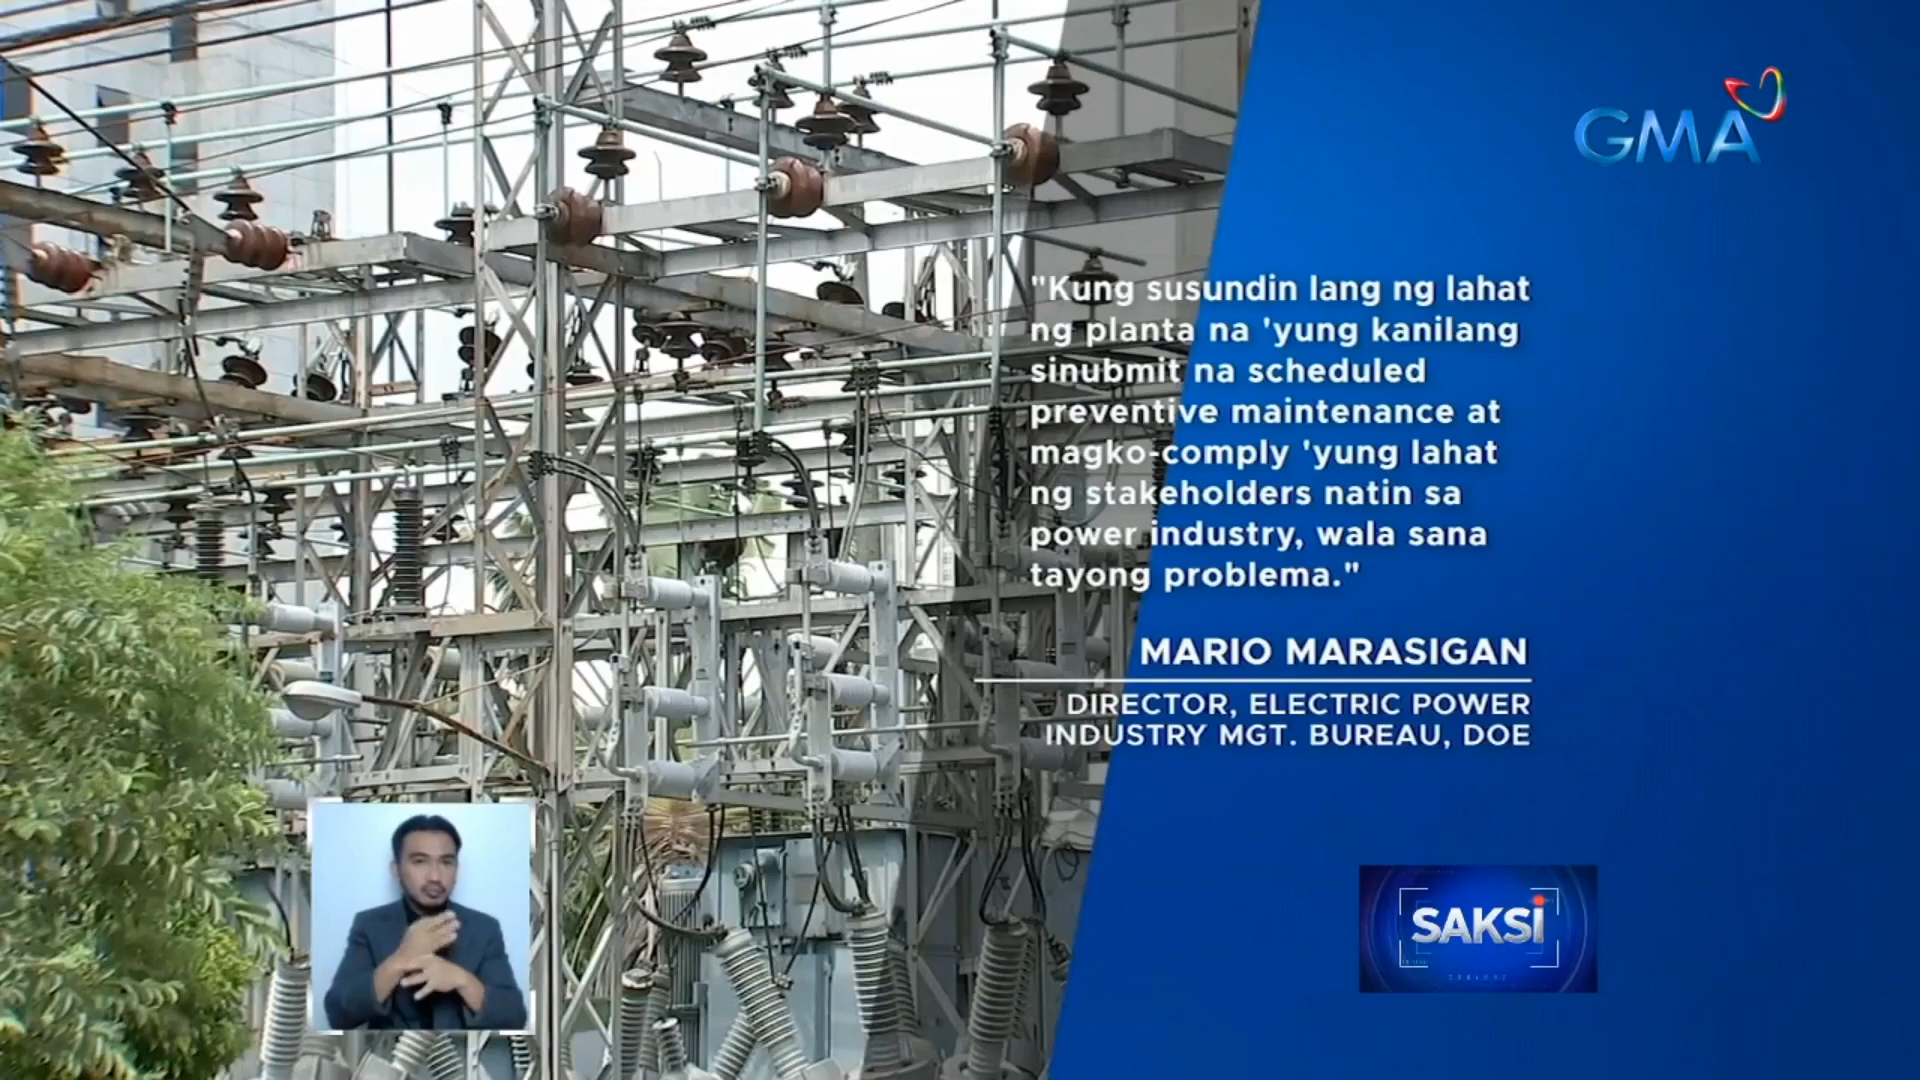 GMA
"Kung susundin lang ng lahat
ng planta na 'yung kanilang
sinubmit na scheduled
preventive maintenance at
magko-comply 'yung lahat
ng stakeholders natin sa
power industry, wala sana
tayong problema."
MARIO MARASIGAN
DIRECTOR, ELECTRIC POWER
INDUSTRY MGT. BUREAU, DOE
SAKSI